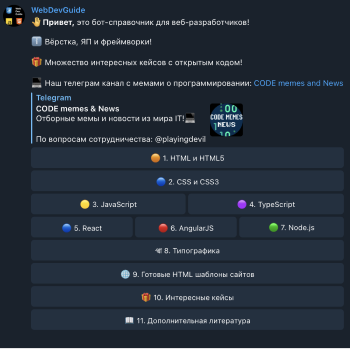 WebDevGuide
👋Привет, это бот-справочник для веб-разработчиков!
ℹ️ Вёрстка, ЯП и фреймворки!
🎁 Множество интересных кейсов с открытым кодом!
Наш телеграм канал с мемами о программировании: CODE memes and News
Telegram
CODE memes & News
Отборные мемы и новости из мира IT!
CODE MEMES
NEWS
По вопросам сотрудничества: @playingdevil
🟠 1. HTML и HTML5
🔵 2. CSS и CSS3
🟡 3. JavaScript
🟣 4. TypeScript
🔵 5. React
🔴 6. AngularJS
🟢 7. Node.js
8. Типографика
🌐 9. Готовые HTML шаблоны сайтов
🎁 10. Интересные кейсы
📖 11. Дополнительная литература